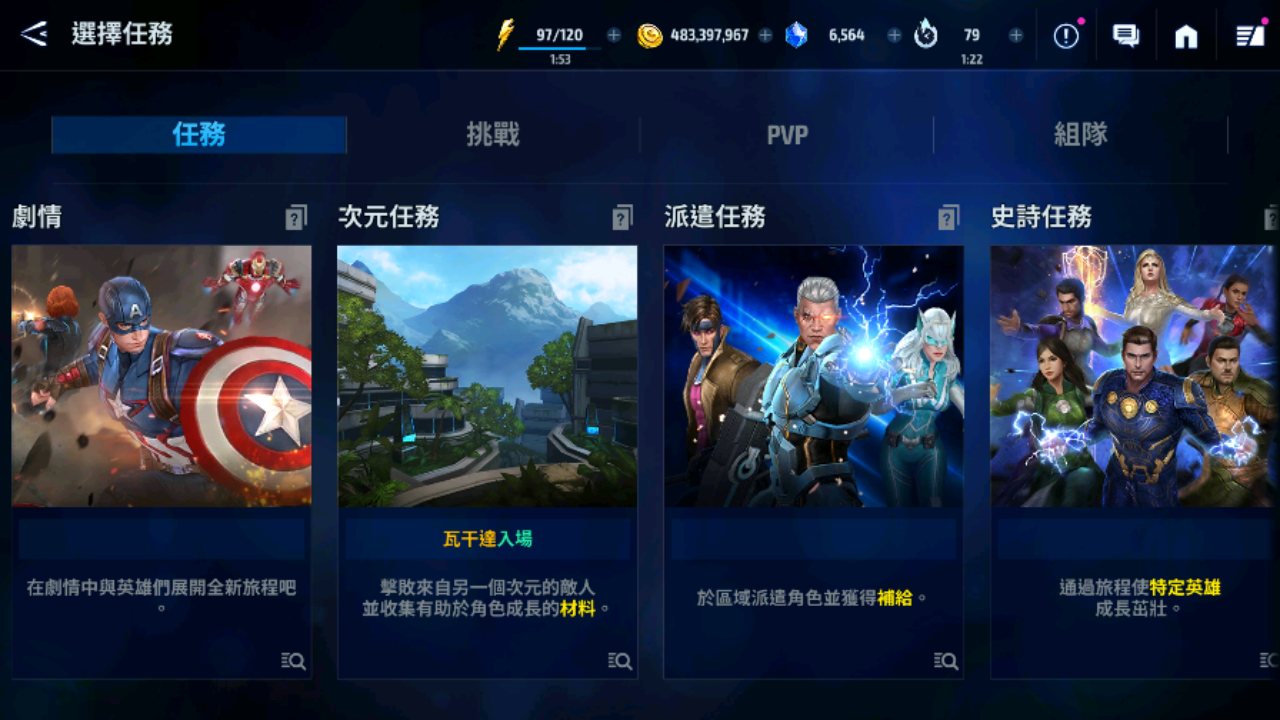 選擇任務
97/120
1:53
483,397,967
6,564
79
1:22
任務
挑戰
PVP
組隊
劇情
次元任務
派遣任務
史詩任務
瓦干達入場
在劇情中與英雄們展開全新旅程吧
。
擊敗來自另一個次元的敵人
並收集有助於角色成長的材料。
於區域派遣角色並獲得補給。
通過旅程使特定英雄
成長茁壯。